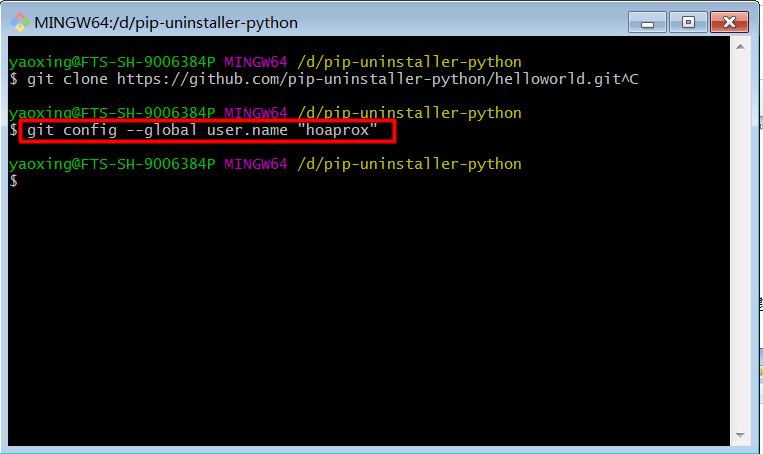 MINGW64:/d/pip-uninstaller-python
yaoxing@FTS-SH-9006384P MINGW64 /d/pip-uninstaller-python
$ git clone https://github.com/pip-uninstaller-python/helloworld.git^C
yaoxing@FTS-SH-9006384P MINGW64 /d/pip-uninstaller-python
$ git config --global user.name "hoaprox"
yaoxing@FTS-SH-9006384P MINGW64 /d/pip-uninstaller-python
$